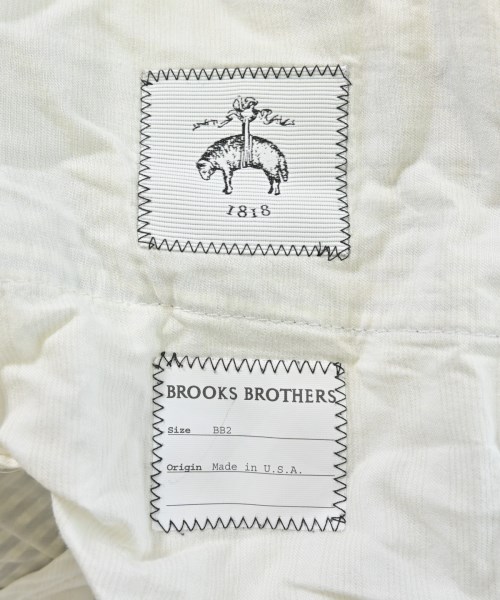 1818
BROOKS BROTHERS
Size BB2
Origin Made in U.S.A.